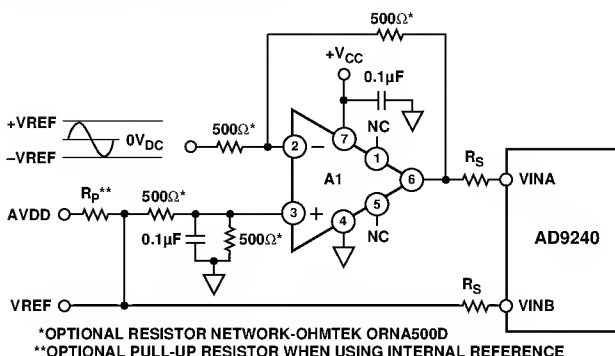 500Ω*
+VCC
0.1µF
+VREF
0VDC
–VREF
500Ω*
NC
2
–
7
1
A1
6
RS
VINA
RP**
500Ω*
AVDD
3
+
4
5
NC
0.1µF
500Ω*
AD9240
VREF
RS
VINB
*OPTIONAL RESISTOR NETWORK-OHMTEK ORNA500D
**OPTIONAL PULL-UP RESISTOR WHEN USING INTERNAL REFERENCE